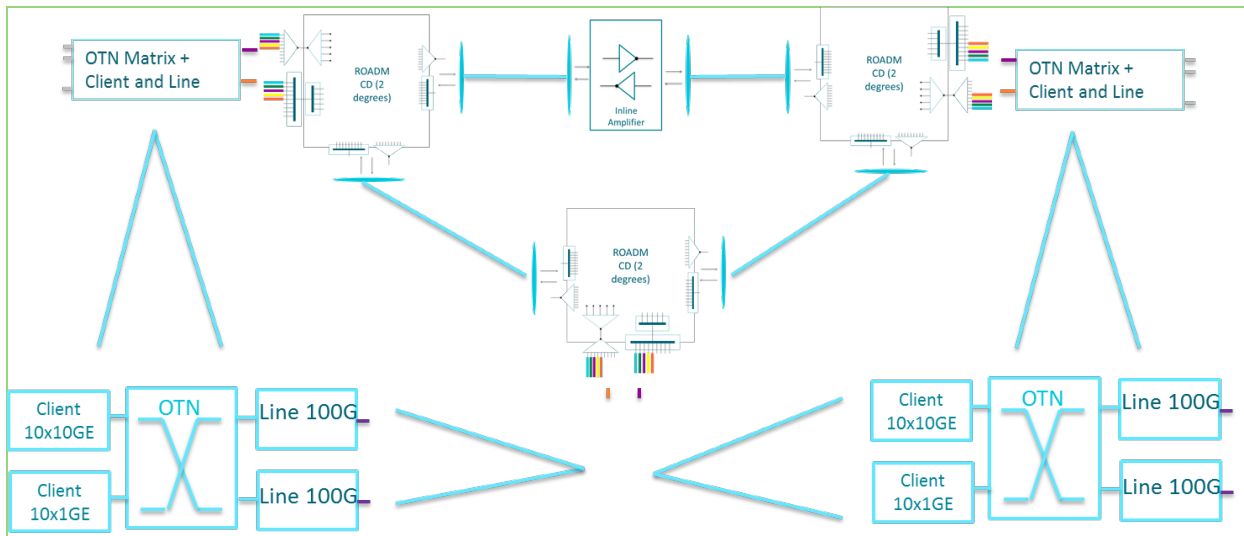 OTN Matrix +
Client and Line
ROADM
CD (2
degrees)
Inline
Amplifier
ROADM
CD (2
degrees)
OTN Matrix +
Client and Line
ROADM
CD (2
degrees)
Client
10x10GE
OTN
Line 100G
Client
10x1GE
Line 100G
Client
10x10GE
OTN
Line 100G
Client
10x1GE
Line 100G